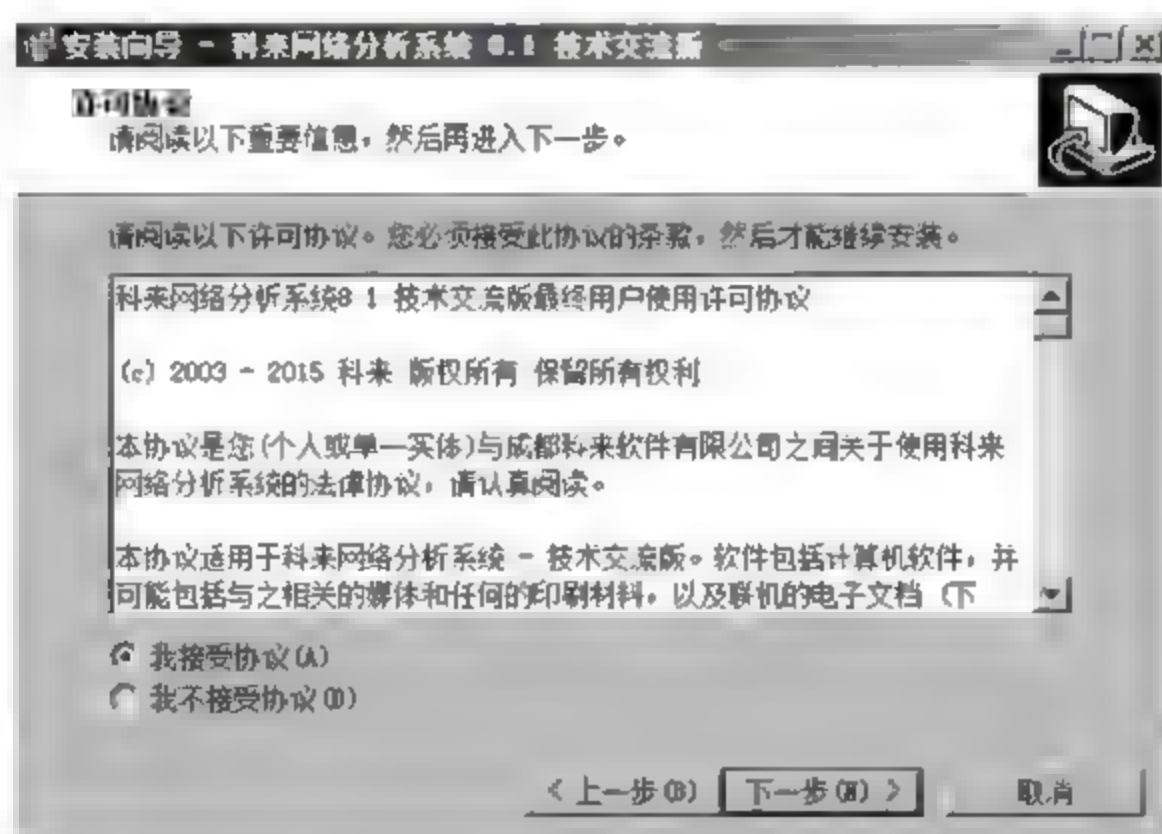 安装向导 - 科来网络分析系统 8.1 技术交流版
许可协议
请阅读以下重要信息，然后再进入下一步。
请阅读以下许可协议。您必须接受此协议的条款，然后才能继续安装。
科来网络分析系统8 1 技术交流版最终用户使用许可协议
(c) 2003 - 2015 科来 版权所有 保留所有权利
本协议是您(个人或单一实体)与成都科来软件有限公司之间关于使用科来
网络分析系统的法律协议，请认真阅读。
本协议适用于科来网络分析系统 - 技术交流版。软件包括计算机软件，并
可能包括与之相关的媒体和任何的印刷材料，以及联机的电子文档（下
我接受协议(A)
我不接受协议(D)
< 上一步(B)
下一步(N) >
取消